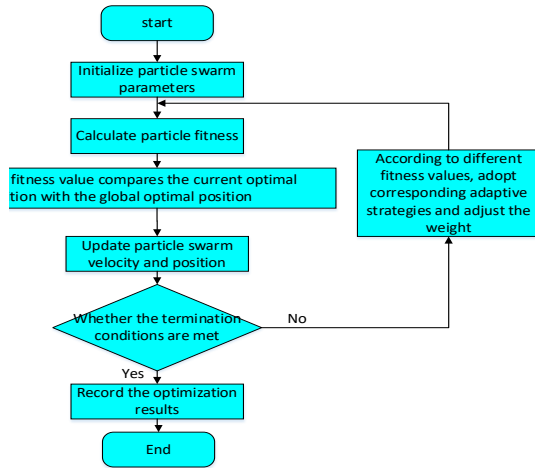 start
Initialize particle swarm
parameters
Calculate particle fitness
fitness value compares the current optimal
tion with the global optimal position
Update particle swarm
velocity and position
Whether the termination
conditions are met
No
According to different
fitness values, adopt
corresponding adaptive
strategies and adjust the
weight
Yes
Record the optimization
results
End